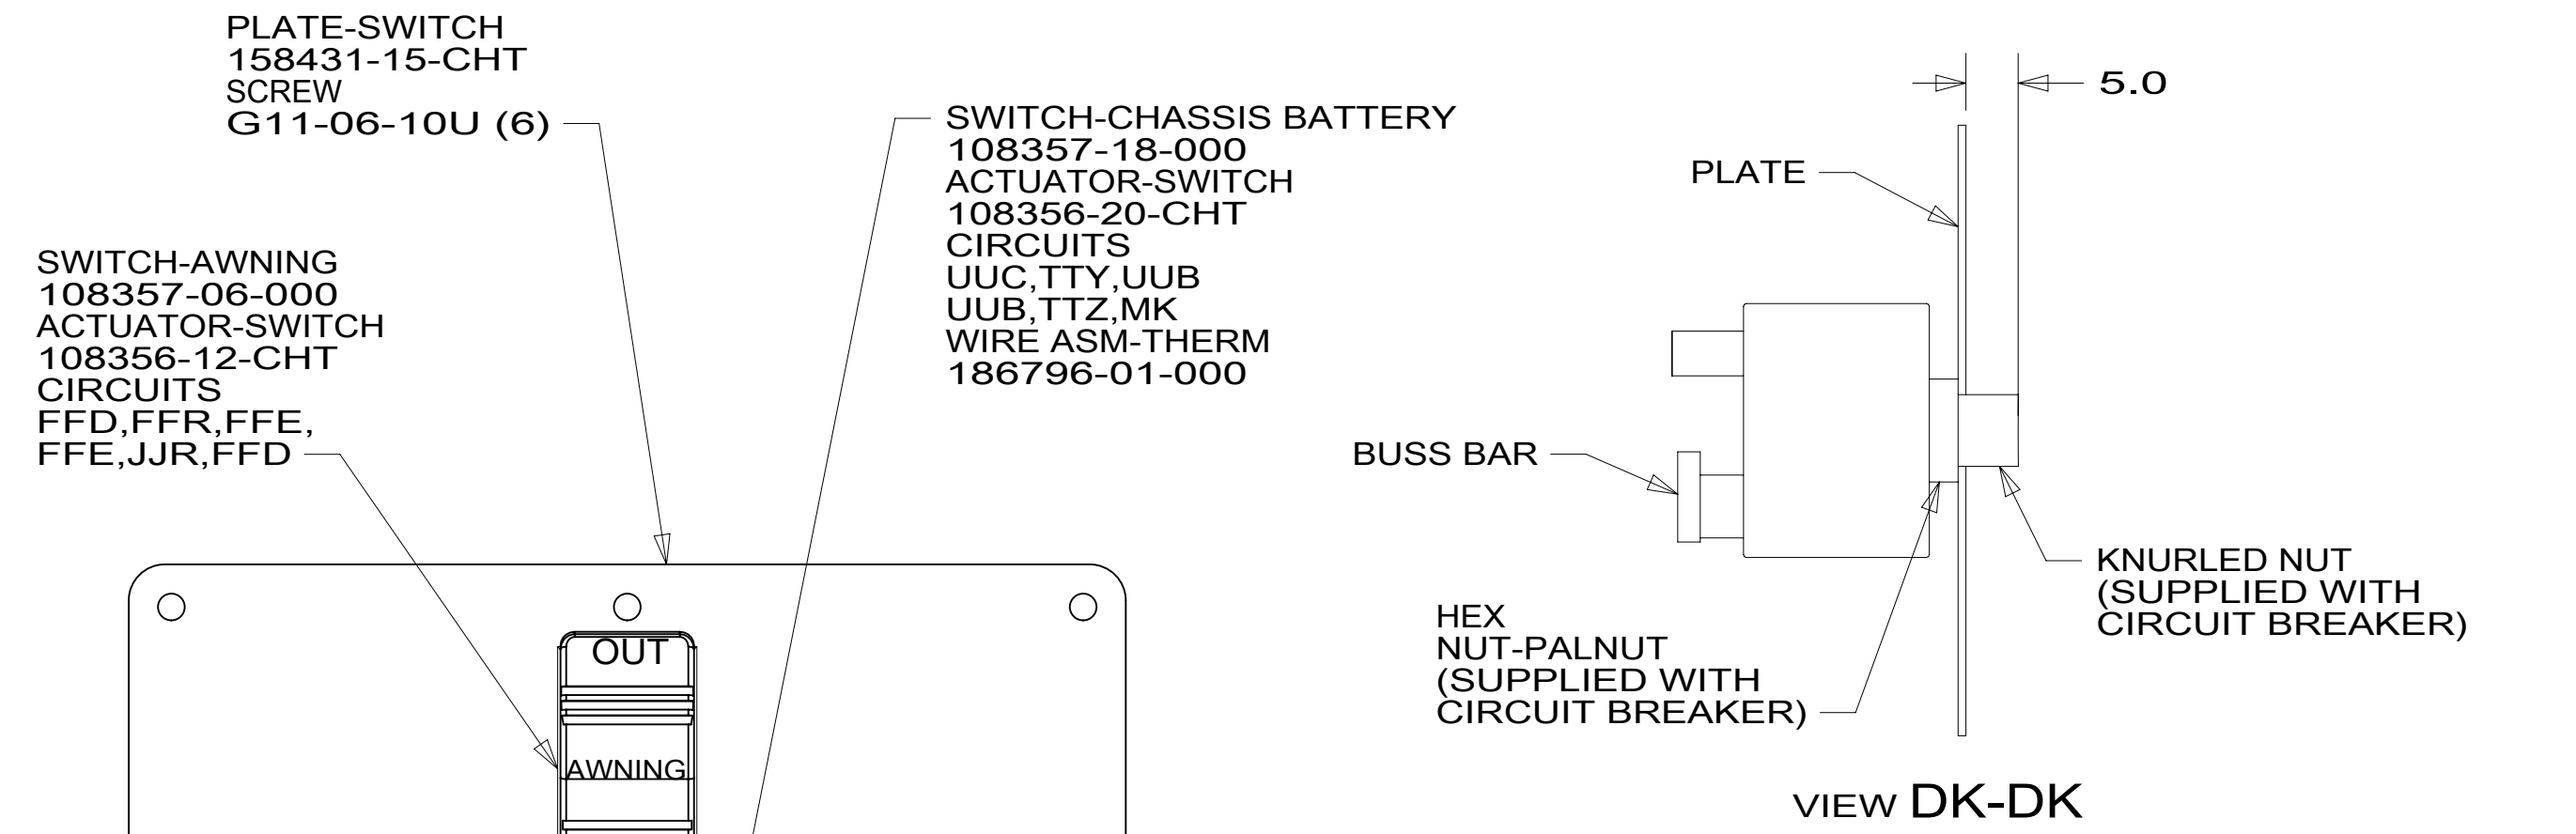 PLATE-SWITCH
158431-15-CHT
SCREW
G11-06-10U (6)
SWITCH-CHASSIS BATTERY
108357-18-000
ACTUATOR-SWITCH
108356-20-CHT
CIRCUITS
UUC,TTY,UUB
UUB,TTZ,MK
WIRE ASM-THERM
186796-01-000
SWITCH-AWNING
108357-06-000
ACTUATOR-SWITCH
108356-12-CHT
CIRCUITS
FFD,FFR,FFE,
FFE,JJR,FFD
OUT
AWNING
5.0
PLATE
BUSS BAR
KNURLED NUT
(SUPPLIED WITH
CIRCUIT BREAKER)
HEX
NUT-PALNUT
(SUPPLIED WITH
CIRCUIT BREAKER)
VIEW DK-DK